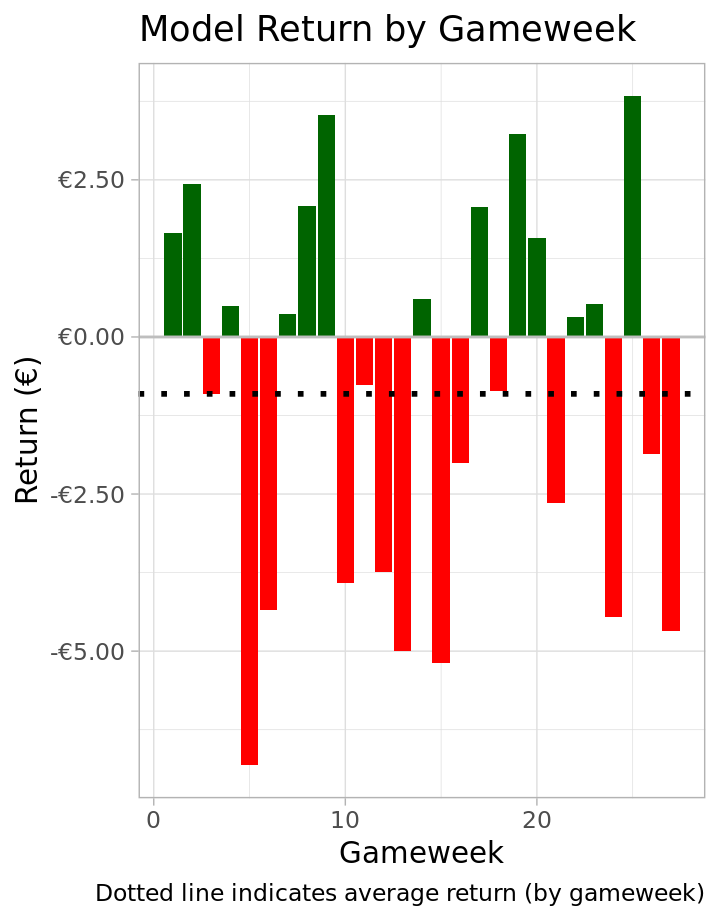 Model Return by Gameweek
€2.50
€0.00
-€2.50
-€5.00
Return (€)
0 10 20
Gameweek
Dotted line indicates average return (by gameweek)